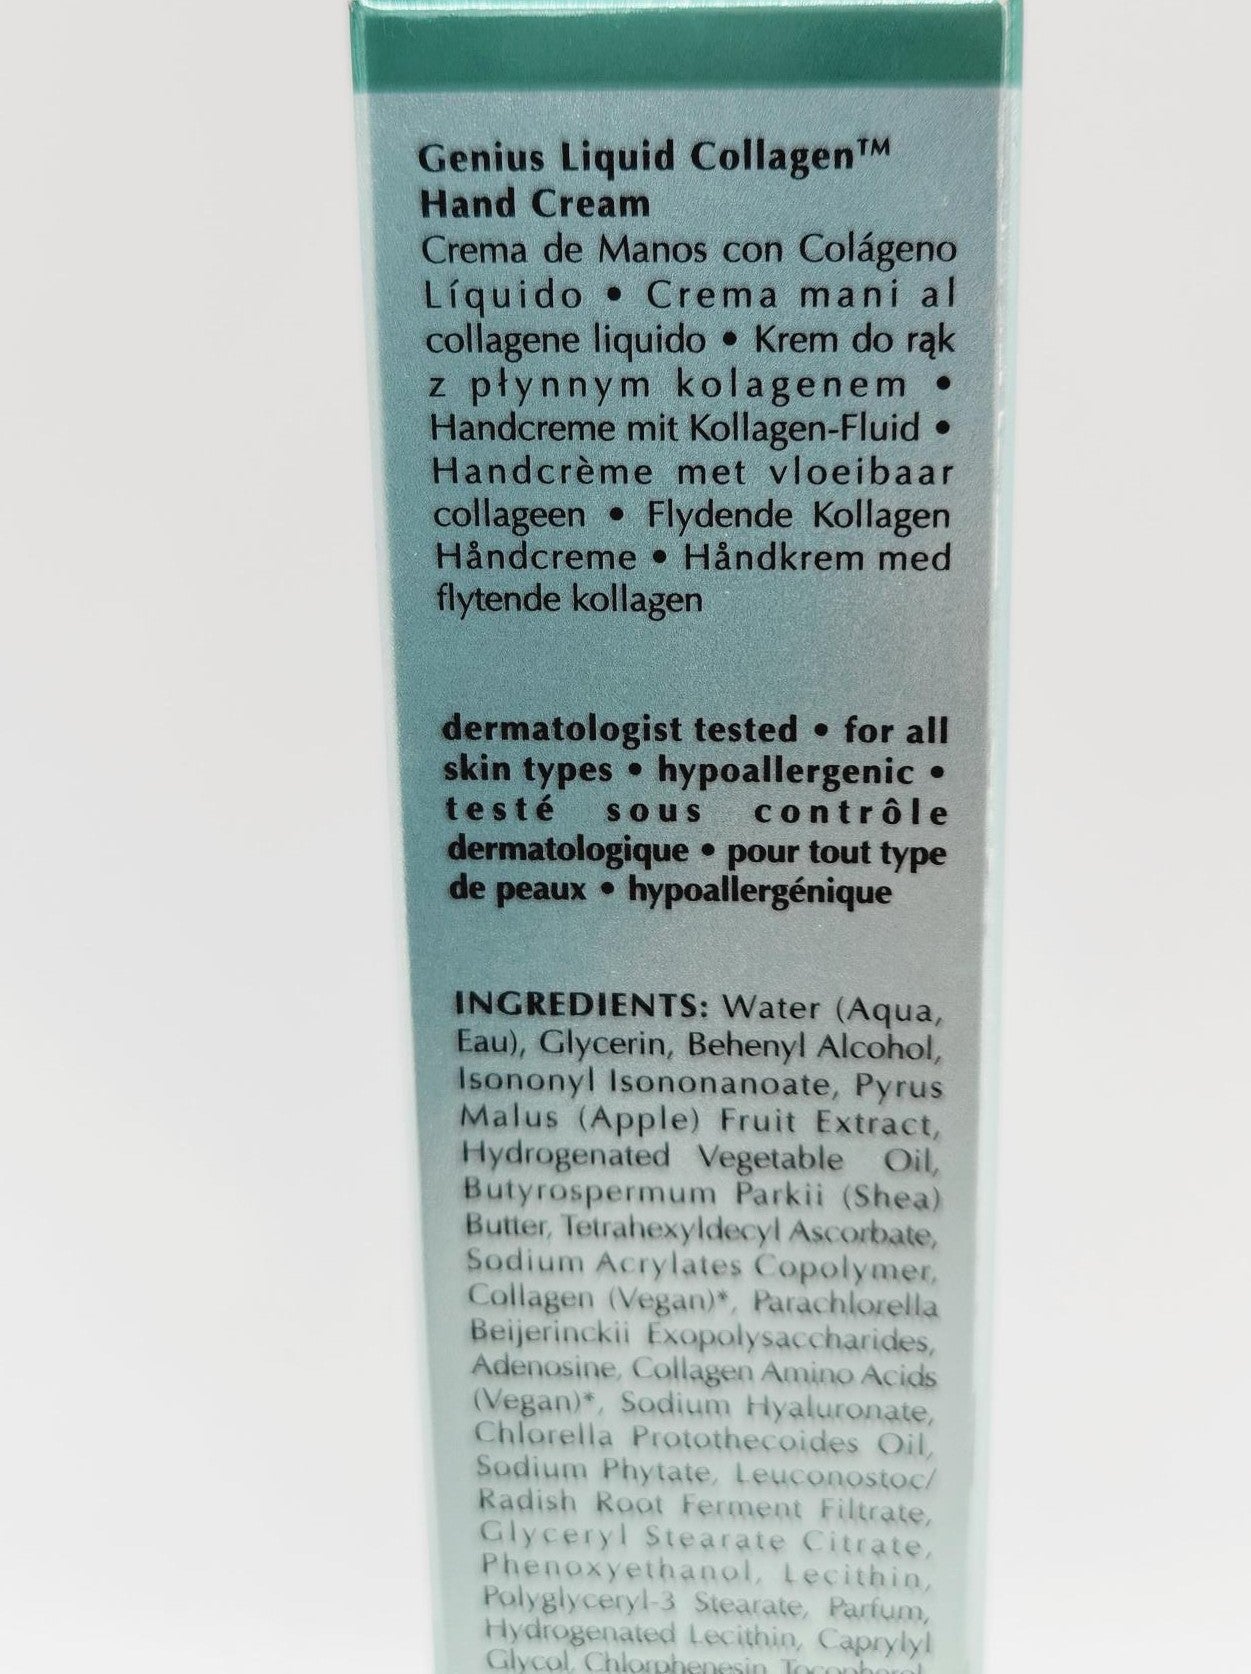 Genius Liquid Collagen™
Hand Cream
Crema de Manos con Colágeno
Líquido • Crema mani al
collagene liquido • Krem do rąk
z płynnym kolagenem •
Handcreme mit Kollagen-Fluid •
Handcrème met vloeibaar
collageen • Flydende Kollagen
Håndcreme • Håndkrem med
flytende kollagen
dermatologist tested • for all
skin types • hypoallergenic •
testé sous contrôle
dermatologique • pour tout type
de peaux • hypoallergénique
INGREDIENTS: Water (Aqua,
Eau), Glycerin, Behenyl Alcohol,
Isononyl Isononanoate, Pyrus
Malus (Apple) Fruit Extract,
Hydrogenated Vegetable Oil,
Butyrospermum Parkii (Shea)
Butter, Tetrahexyldecyl Ascorbate,
Sodium Acrylates Copolymer,
Collagen (Vegan)*, Parachlorella
Beijerinckii Exopolysaccharides,
Adenosine, Collagen Amino Acids
(Vegan)*, Sodium Hyaluronate,
Chlorella Protothecoides Oil,
Sodium Phytate, Leuconostoc/
Radish Root Ferment Filtrate,
Glyceryl Stearate Citrate,
Phenoxyethanol, Lecithin,
Polyglyceryl-3 Stearate, Parfum,
Hydrogenated Lecithin, Caprylyl
Glycol, Chlorphenesin, Tocopherol,